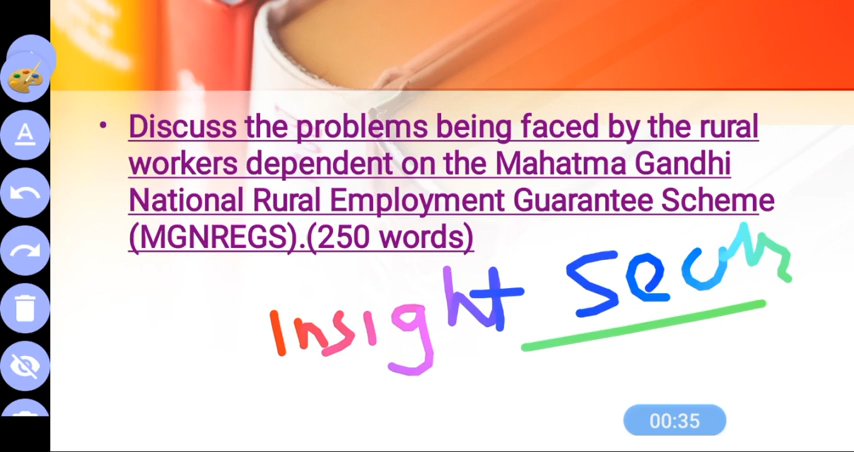 • Discuss the problems being faced by the rural
workers dependent on the Mahatma Gandhi
National Rural Employment Guarantee Scheme
(MGNREGS).(250 words)
Insight
A
00:35